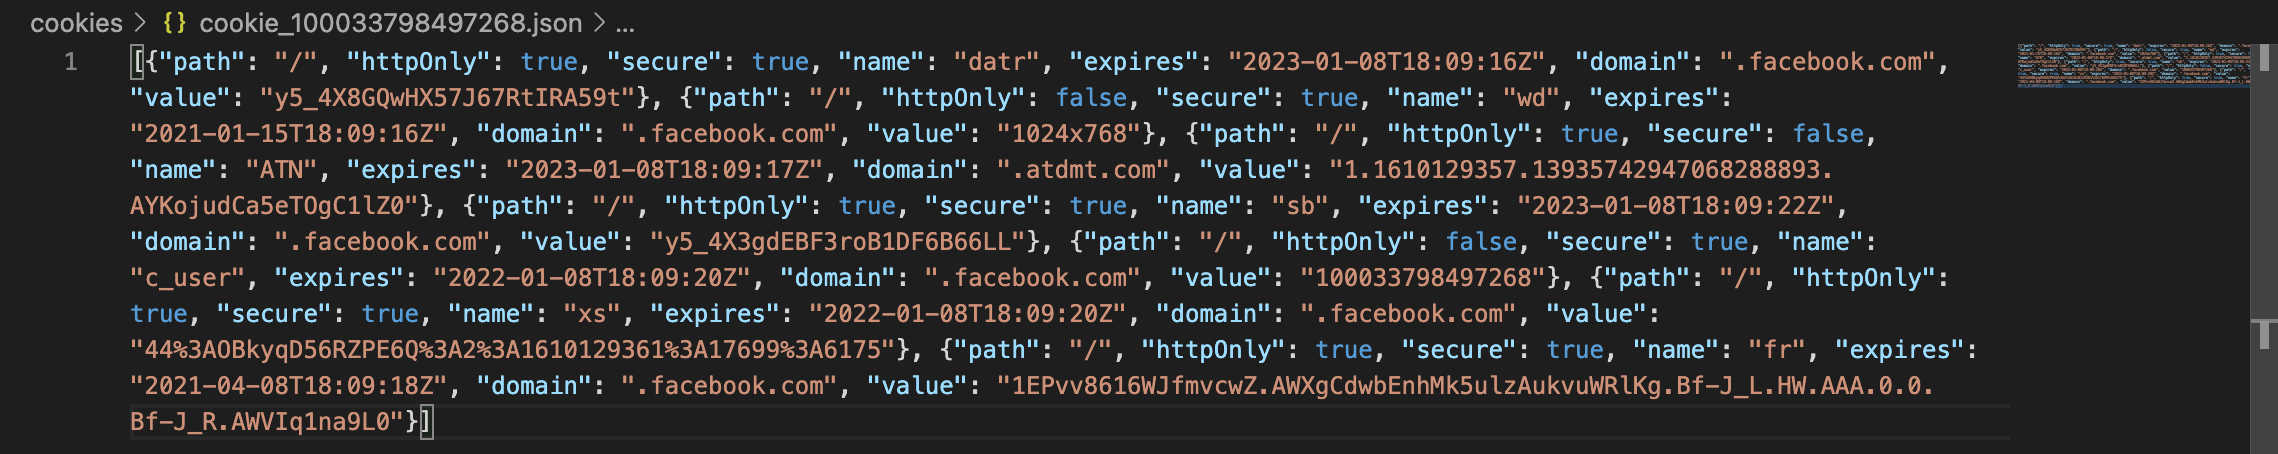 cookies > {} cookie_100033798497268.json > ...
1 [{"path": "/", "httpOnly": true, "secure": true, "name": "datr", "expires": "2023-01-08T18:09:16Z", "domain": ".facebook.com",
"value": "y5_4X8GQwHX57J67RtIRA59t"}, {"path": "/", "httpOnly": false, "secure": true, "name": "wd", "expires":
"2021-01-15T18:09:16Z", "domain": ".facebook.com", "value": "1024x768"}, {"path": "/", "httpOnly": true, "secure": false,
"name": "ATN", "expires": "2023-01-08T18:09:17Z", "domain": ".atdmt.com", "value": "1.1610129357.13935742947068288893.
AYKojudCa5eTOgC1lZ0"}, {"path": "/", "httpOnly": true, "secure": true, "name": "sb", "expires": "2023-01-08T18:09:22Z",
"domain": ".facebook.com", "value": "y5_4X3gdEBF3roB1DF6B66LL"}, {"path": "/", "httpOnly": false, "secure": true, "name":
"c_user", "expires": "2022-01-08T18:09:20Z", "domain": ".facebook.com", "value": "100033798497268"}, {"path": "/", "httpOnly":
true, "secure": true, "name": "xs", "expires": "2022-01-08T18:09:20Z", "domain": ".facebook.com", "value":
"44%3AOBkyqD56RZPE6Q%3A2%3A1610129361%3A17699%3A6175"}, {"path": "/", "httpOnly": true, "secure": true, "name": "fr", "expires":
"2021-04-08T18:09:18Z", "domain": ".facebook.com", "value": "1EPvv8616WJfmvcwZ.AWXgCdwbEnhMk5ulzAukvuWRlKg.Bf-J_L.HW.AAA.0.0.
Bf-J_R.AWVIq1na9L0"}]